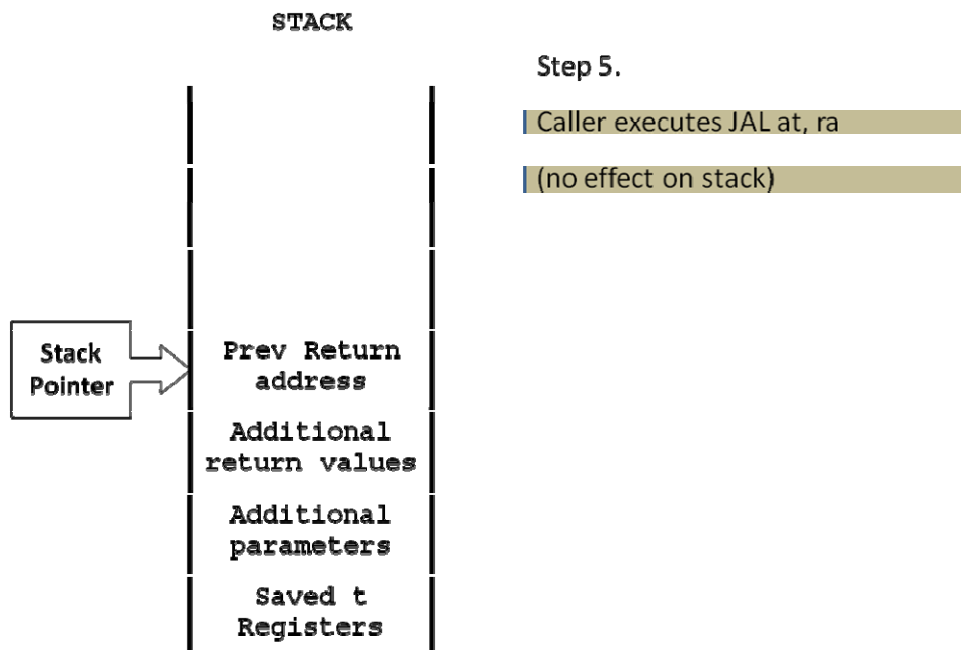 STACK
Step 5.
Caller executes JAL at, ra
(no effect on stack)
Stack
Pointer
Prev Return
address
Additional
return values
Additional
parameters
Saved t
Registers